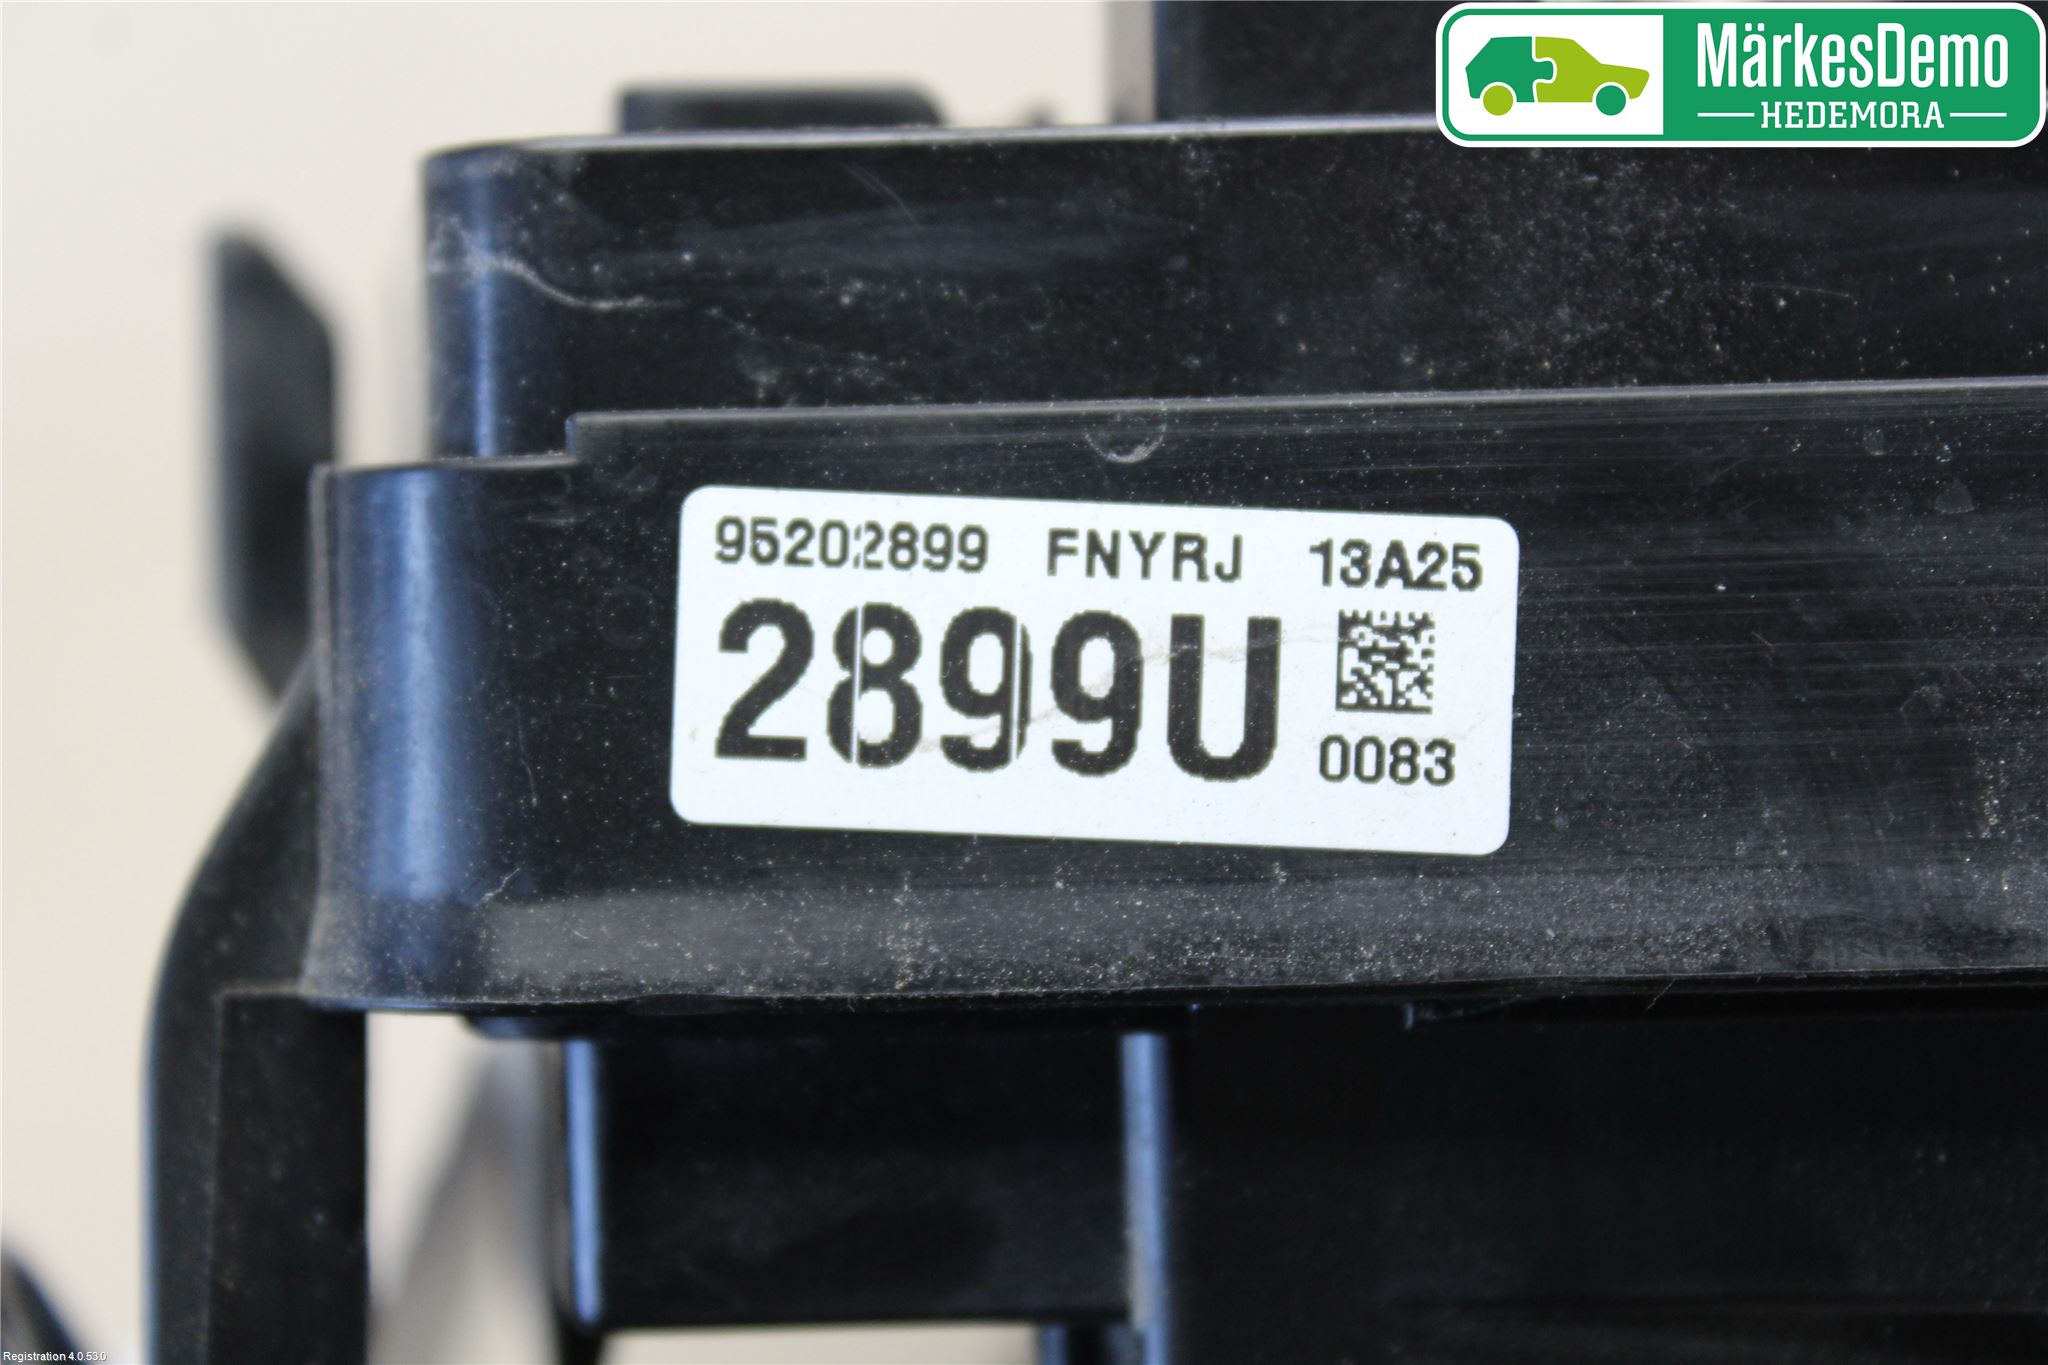 MärkesDemo
HEDEMORA
95202899 FNYRJ 13A25
2899U
0083
Registration 4.0.53.0